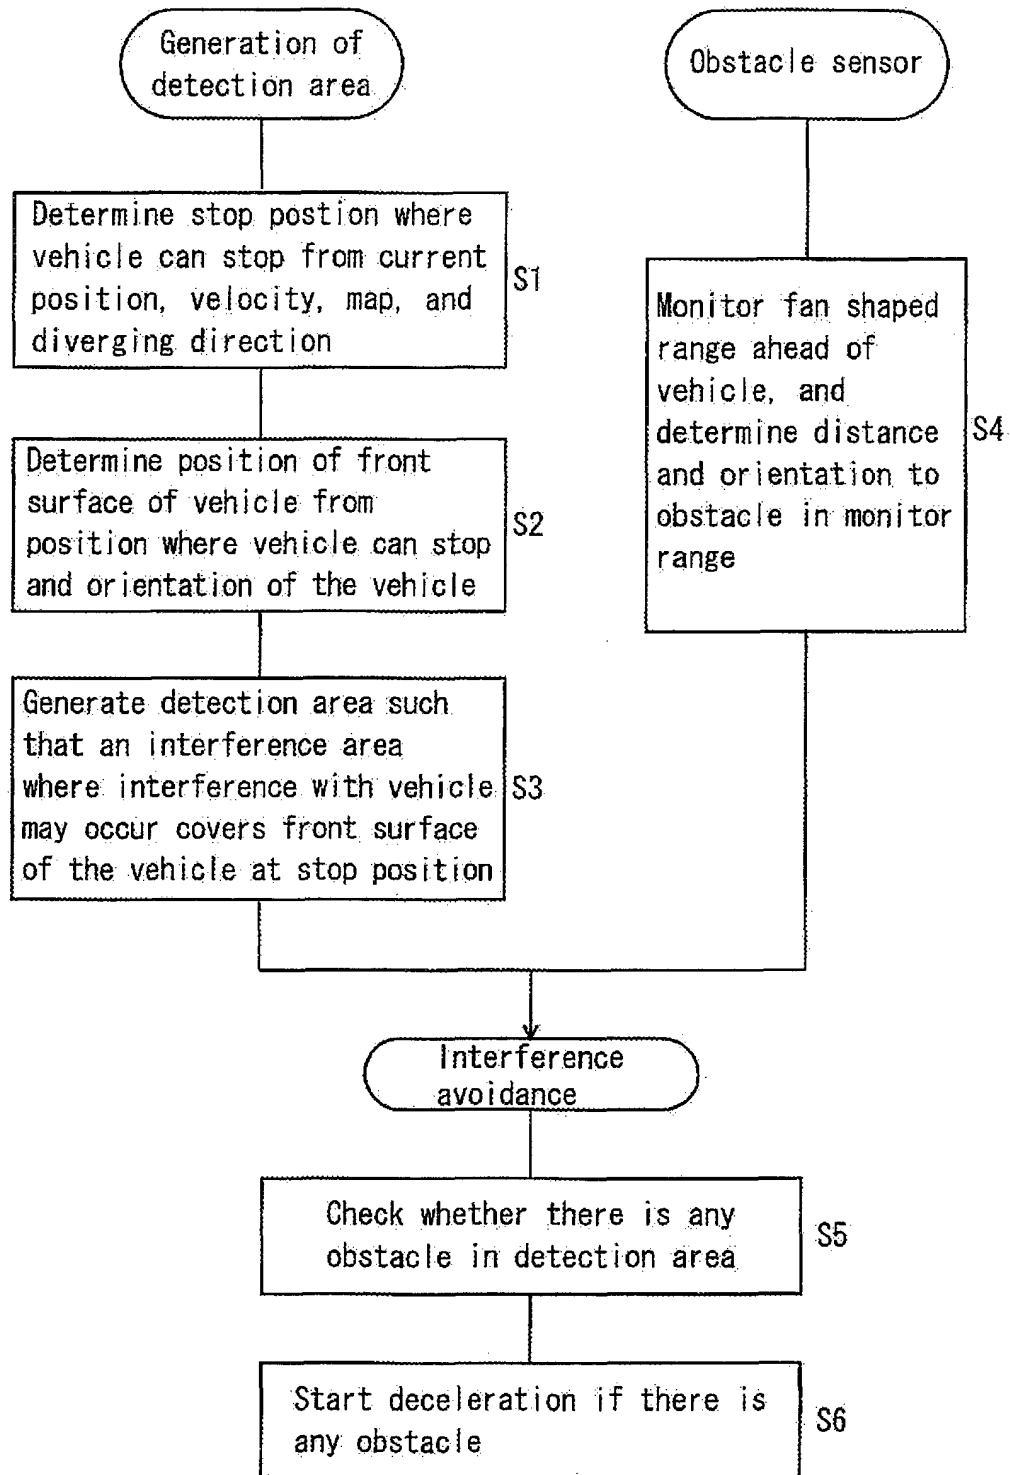 Generation of
detection area
Determine stop postion where
vehicle can stop from current
position, velocity, map, and
diverging direction
S1
Determine position of front
surface of vehicle from
position where vehicle can stop
and orientation of the vehicle
S2
Generate detection area such
that an interference area
where interference with vehicle
may occur covers front surface
of the vehicle at stop position
S3
Obstacle sensor
Monitor fan shaped
range ahead of
vehicle, and
determine distance
and orientation to
obstacle in monitor
range
S4
Interference
avoidance
Check whether there is any
obstacle in detection area
S5
Start deceleration if there is
any obstacle
S6